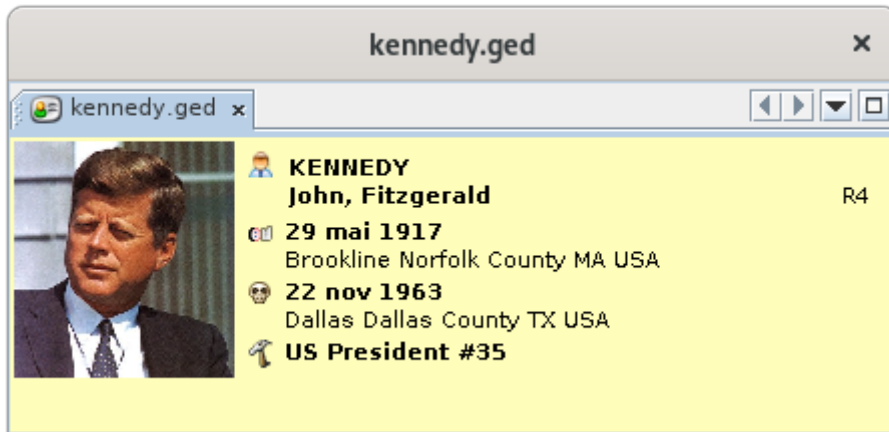 kennedy.ged
kennedy.ged
KENNEDY
John, Fitzgerald R4
29 mai 1917
Brookline Norfolk County MA USA
22 nov 1963
Dallas Dallas County TX USA
US President #35